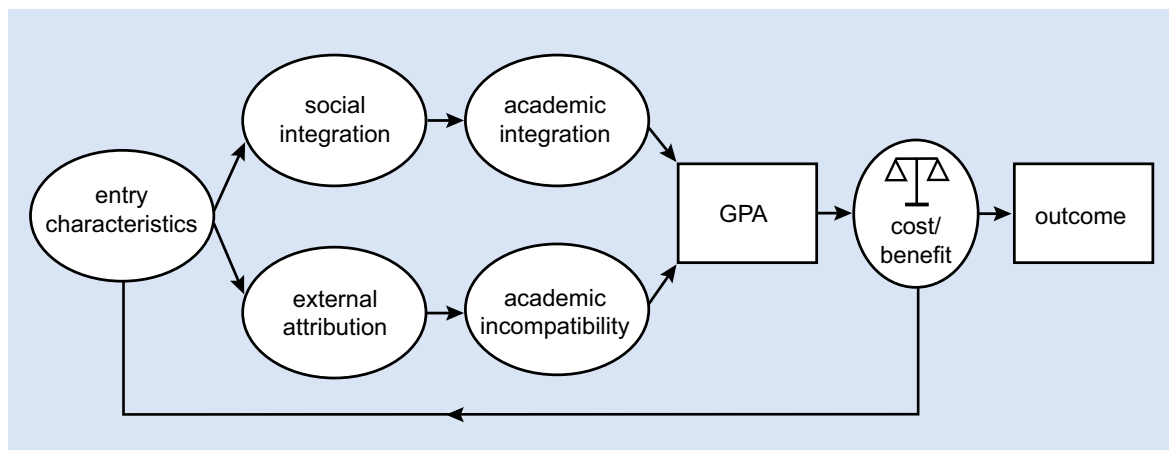 social
integration
academic
integration
entry
characteristics
GPA
cost/
benefit
outcome
external
attribution
academic
incompatibility